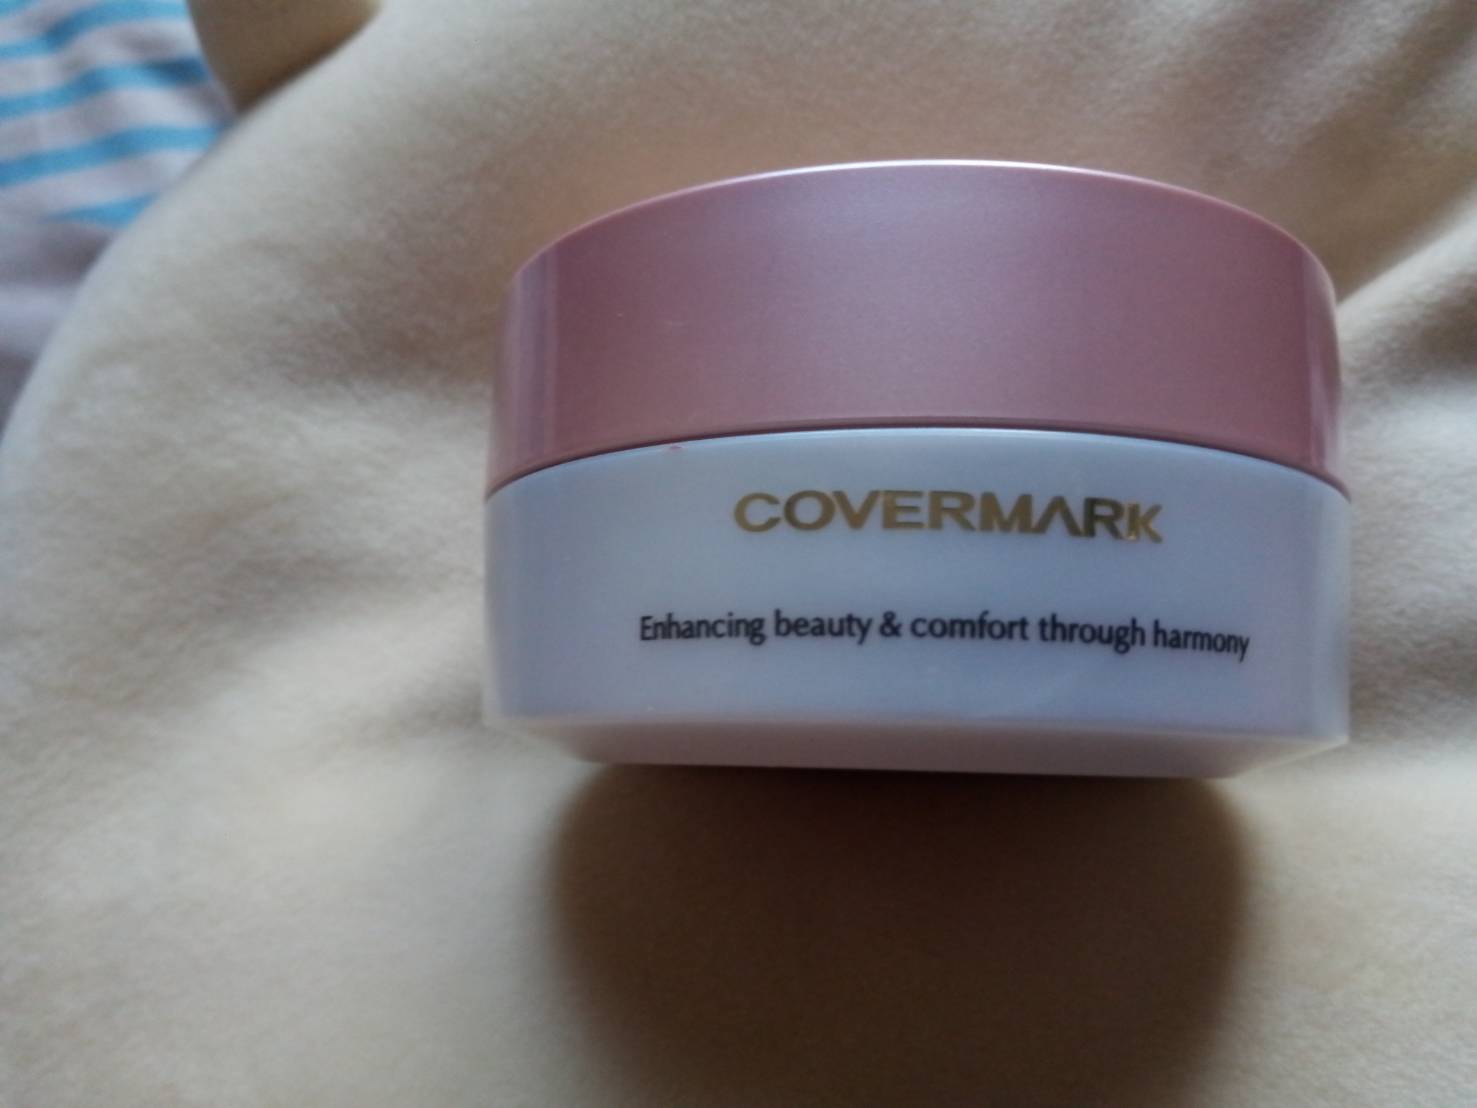 COVERMARK
Enhancing beauty & comfort through harmony